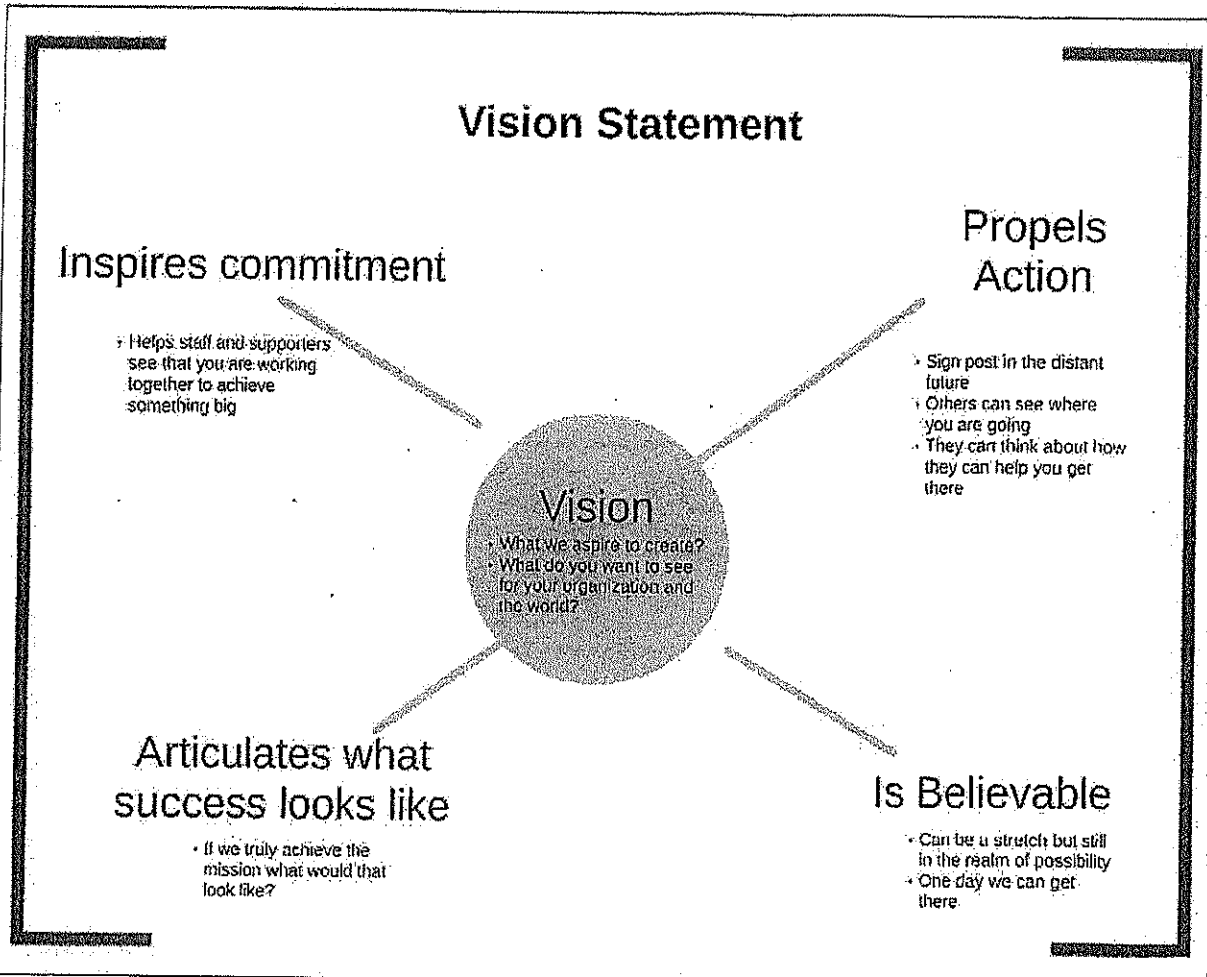 Vision Statement
Inspires commitment
• Helps staff and supporters
see that you are working
together to achieve
something big
Propels
Action
• Sign post in the distant
future
• Others can see where
you are going
• They can think about how
they can help you get
there
Vision
• What we aspire to create?
• What do you want to see
for your organization and
the world?
Articulates what
success looks like
• If we truly achieve the
mission what would that
look like?
Is Believable
• Can be a stretch but still
in the realm of possibility
• One day we can get
there